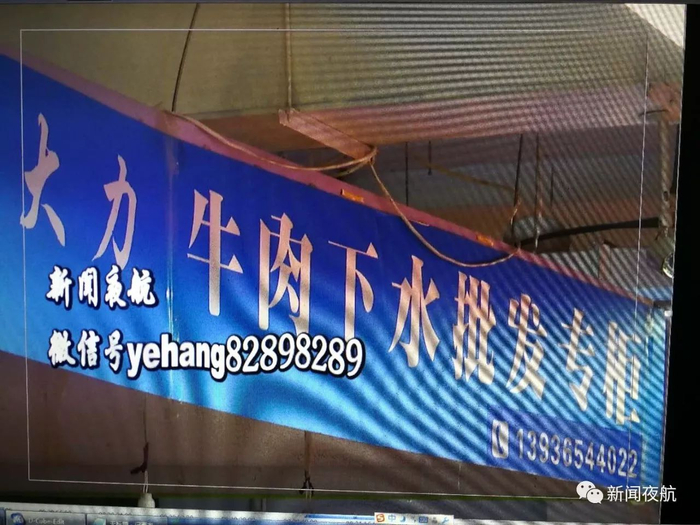 大力 牛肉下水批发专柜
新闻夜航
微信号yehang82898289
13936544022
新闻夜航